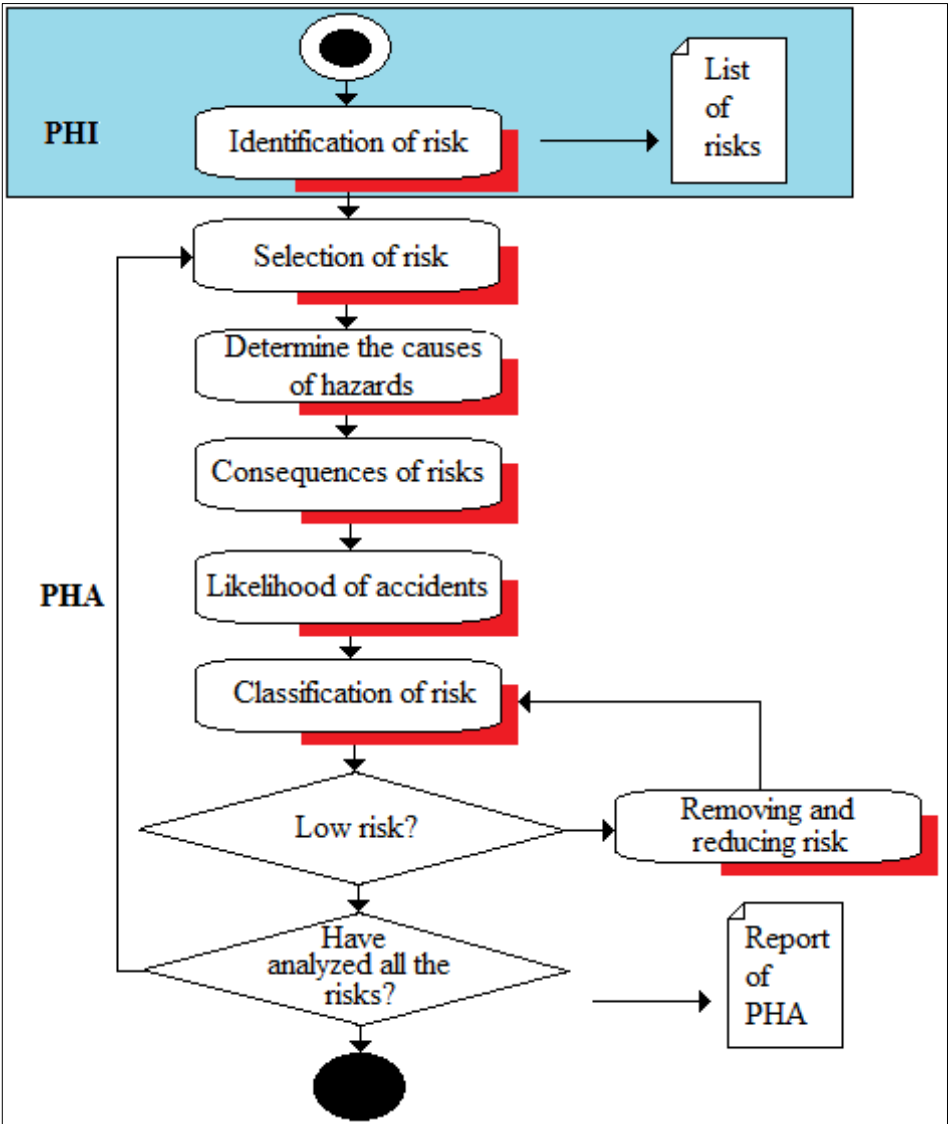 PHI
Identification of risk
List
of
risks
Selection of risk
Determine the causes
of hazards
Consequences of risks
PHA
Likelihood of accidents
Classification of risk
Low risk?
Removing and
reducing risk
Have
analyzed all the
risks?
Report
of
PHA